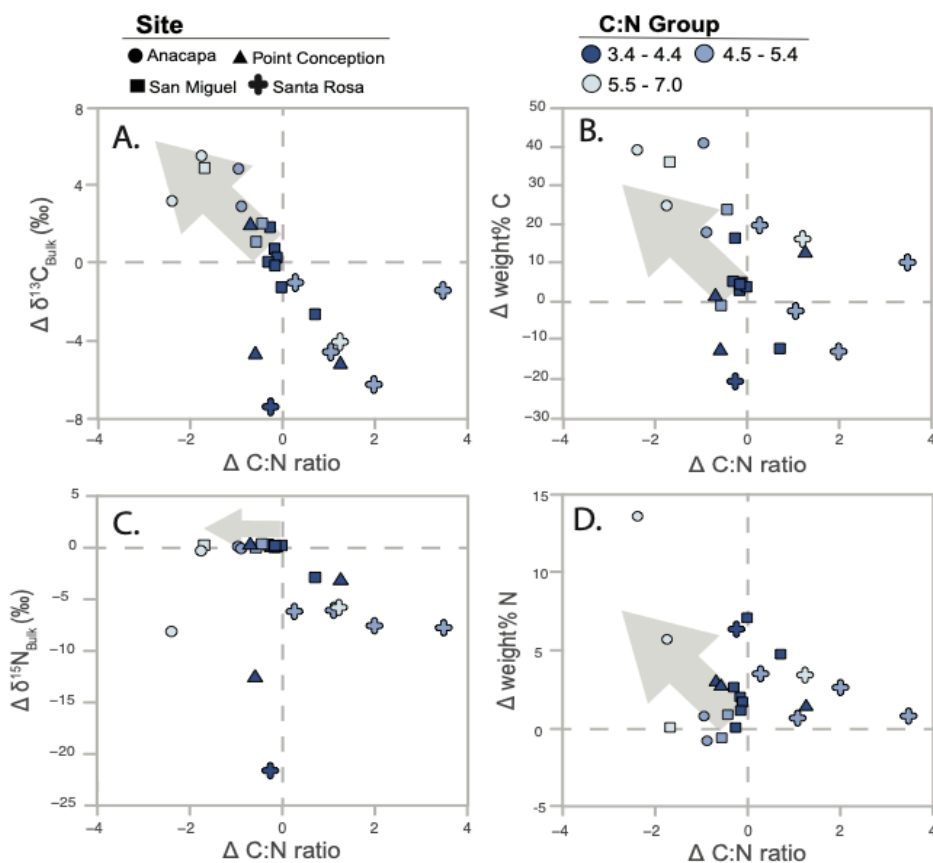 Site
Anacapa Point Conception
San Miguel Santa Rosa
C:N Group
3.4 - 4.4 4.5 - 5.4
5.5 - 7.0
A.
8
4
0
−4
−8
Δ δ13CBulk (‰)
−4 −2 0 2 4
Δ C:N ratio
B.
50
40
30
20
10
0
−10
−20
−30
Δ weight% C
−4 −2 0 2 4
Δ C:N ratio
C.
5
0
−5
−10
−15
−20
−25
Δ δ15NBulk (‰)
−4 −2 0 2 4
Δ C:N ratio
D.
15
10
5
0
-5
Δ weight% N
−4 −2 0 2 4
Δ C:N ratio